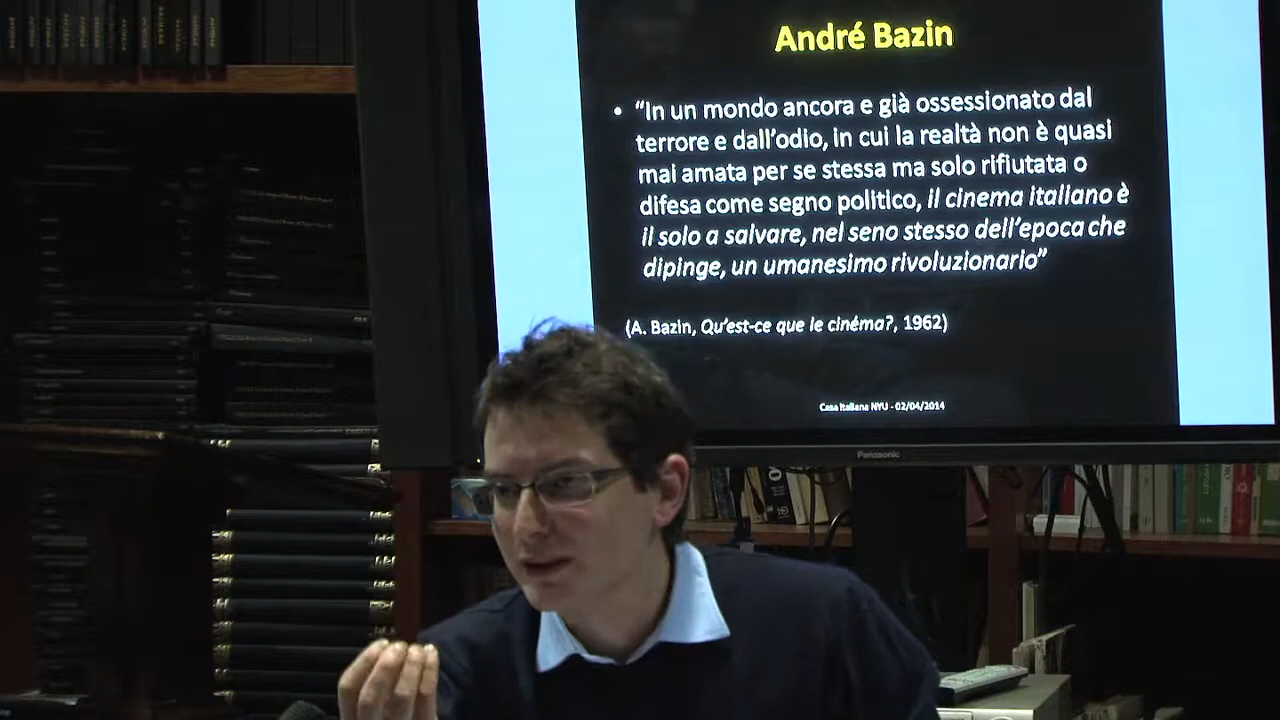 André Bazin
• “In un mondo ancora e già ossessionato dal
terrore e dall’odio, in cui la realtà non è quasi
mai amata per se stessa ma solo rifiutata o
difesa come segno politico, il cinema italiano è
il solo a salvare, nel seno stesso dell’epoca che
dipinge, un umanesimo rivoluzionario”
(A. Bazin, Qu’est-ce que le cinéma?, 1962)
Casa Italiana NYU - 02/04/2014
Panasonic